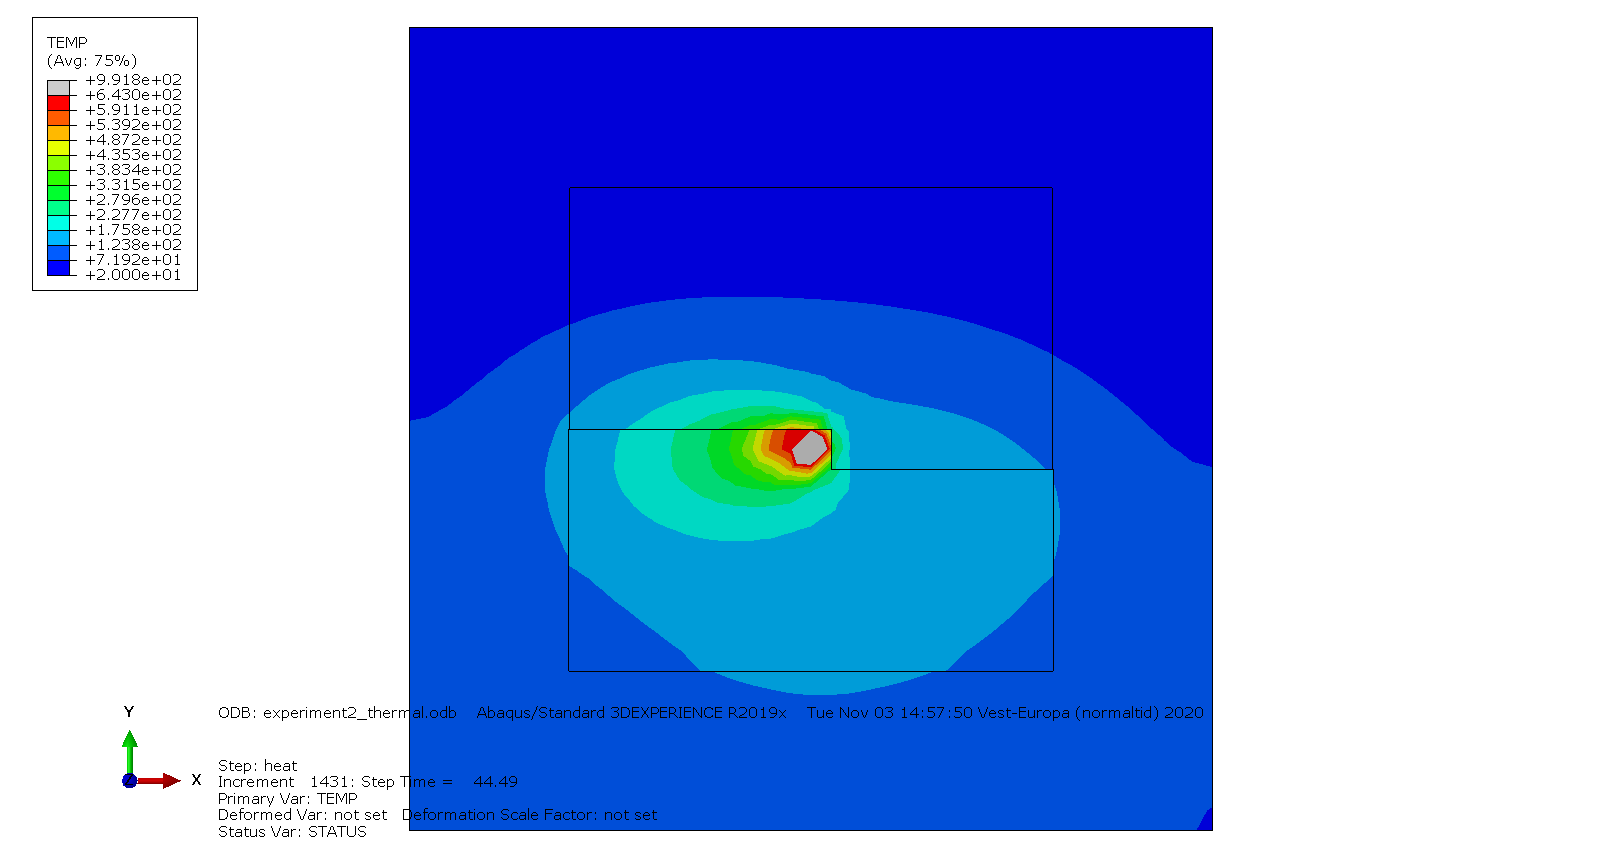 TEMP
(Avg: 75%)
+9.918e+02
+6.430e+02
+5.911e+02
+5.392e+02
+4.872e+02
+4.353e+02
+3.834e+02
+3.315e+02
+2.796e+02
+2.277e+02
+1.758e+02
+1.238e+02
+7.192e+01
+2.000e+01
Y
X
Z
ODB: experiment2_thermal.odb Abaqus/Standard 3DEXPERIENCE R2019x Tue Nov 03 14:57:50 Vest-Europa (normaltid) 2020
Step: heat
Increment 1431: Step Time = 44.49
Primary Var: TEMP
Deformed Var: not set Deformation Scale Factor: not set
Status Var: STATUS